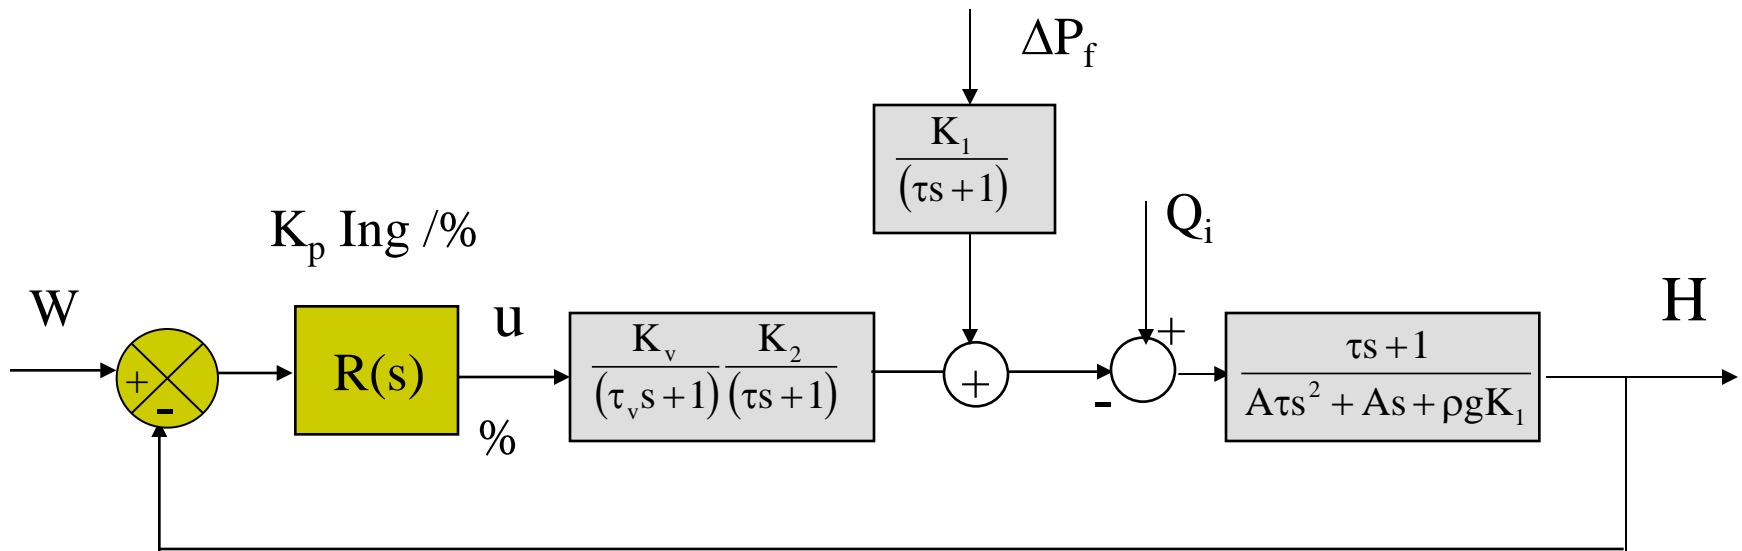 ΔP_f
K_1
(τs + 1)
K_p Ing /%
Q_i
W
+
-
R(s)
u
%
K_v K_2
(τ_v s + 1) (τs + 1)
+
+
-
τs + 1
Aτs^2 + As + ρgK_1
H